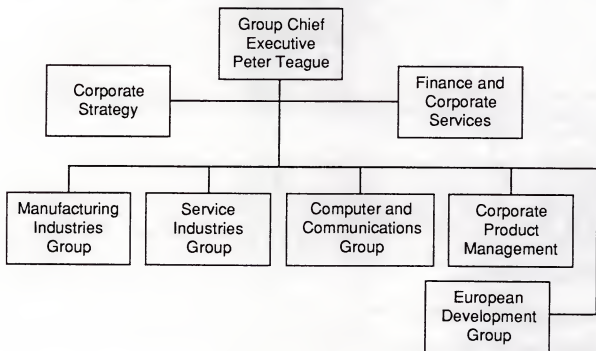 Group Chief
Executive
Peter Teague
Corporate
Strategy
Finance and
Corporate
Services
Manufacturing
Industries
Group
Service
Industries
Group
Computer and
Communications
Group
Corporate
Product
Management
European
Development
Group